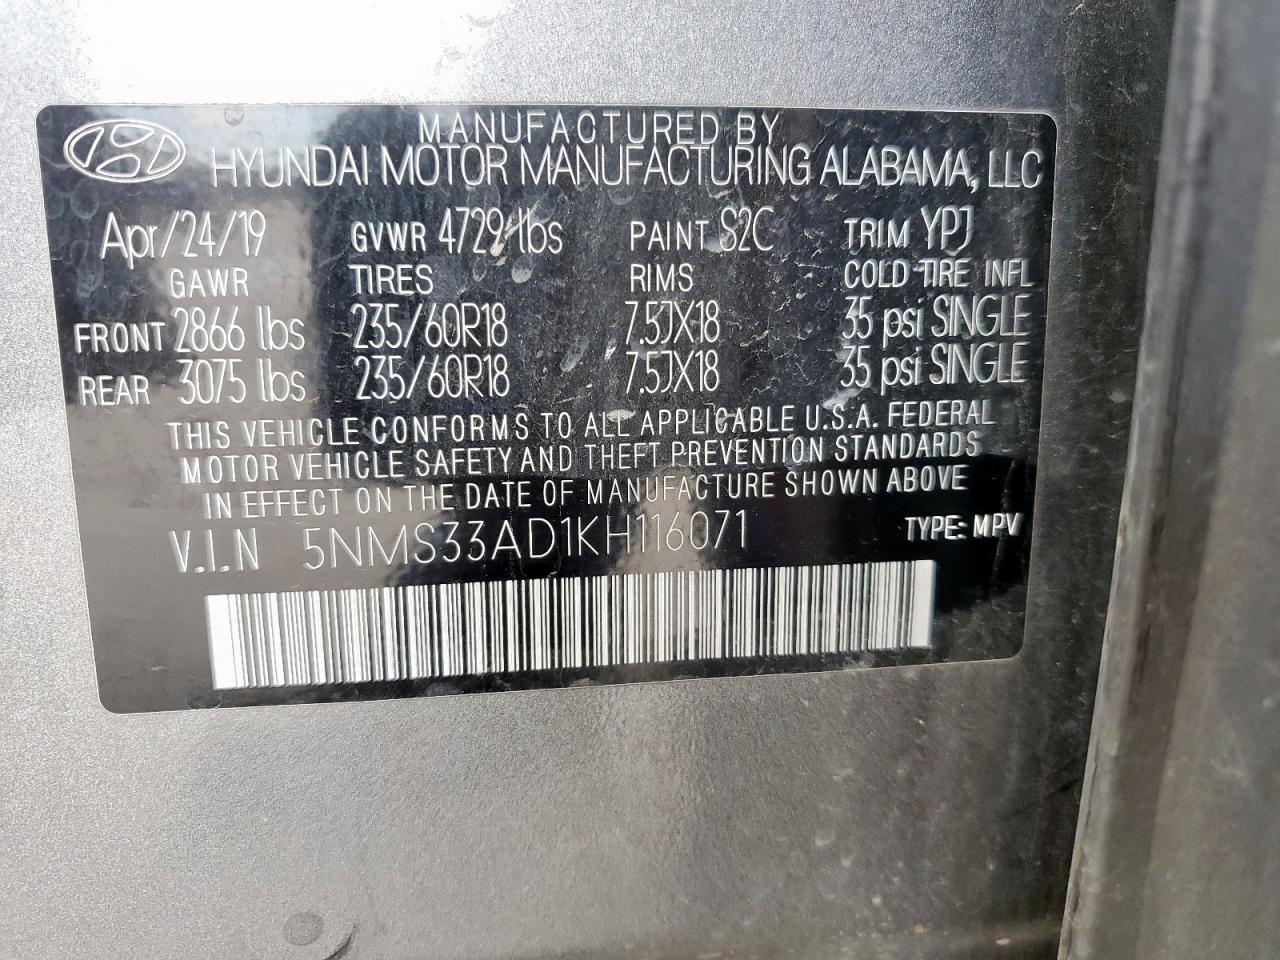 MANUFACTURED BY
HYUNDAI MOTOR MANUFACTURING ALABAMA, LLC
Apr/24/19 GVWR 4729 lbs PAINT S2C TRIM YPJ
GAWR TIRES RIMS COLD TIRE INFL
FRONT 2866 lbs 235/60R18 7.5JX18 35 psi SINGLE
REAR 3075 lbs 235/60R18 7.5JX18 35 psi SINGLE
THIS VEHICLE CONFORMS TO ALL APPLICABLE U.S.A. FEDERAL
MOTOR VEHICLE SAFETY AND THEFT PREVENTION STANDARDS
IN EFFECT ON THE DATE OF MANUFACTURE SHOWN ABOVE
V.I.N 5NMS33AD1KH116071 TYPE: MPV